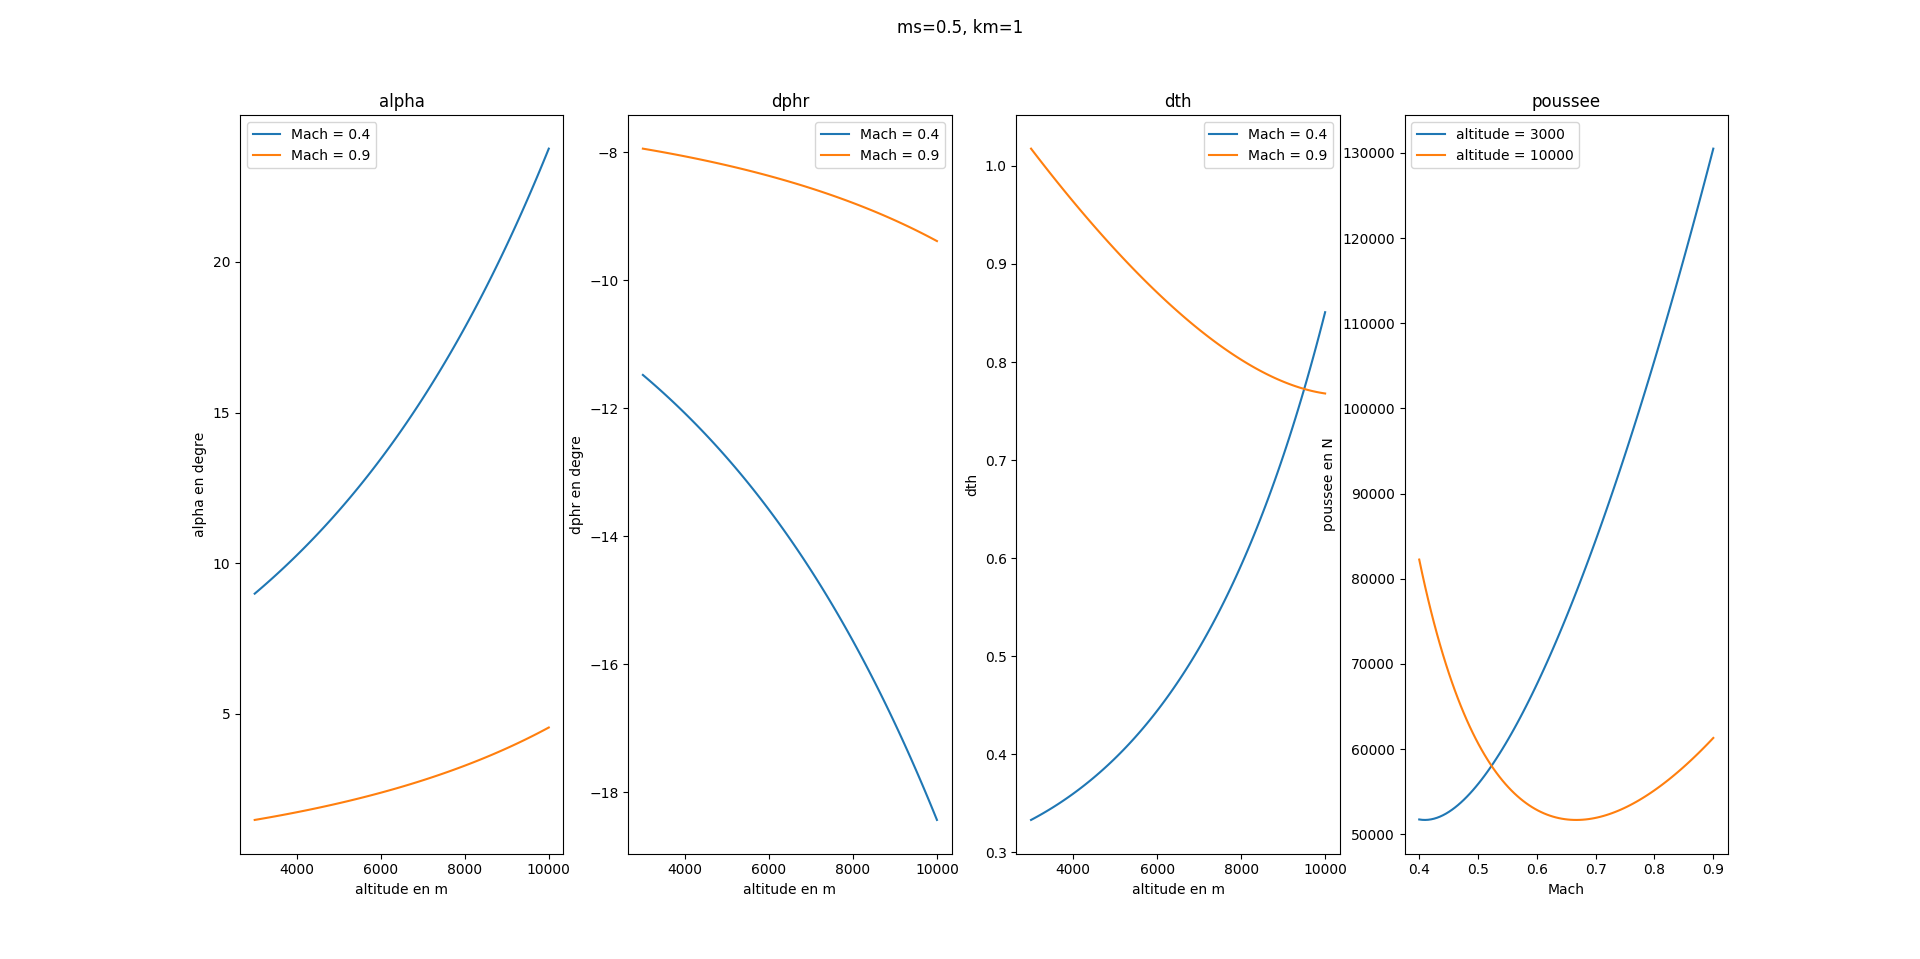 ms=0.5, km=1
alpha
Mach = 0.4
Mach = 0.9
20
15
10
5
alpha en degre
4000 6000 8000 10000
altitude en m
dphr
Mach = 0.4
Mach = 0.9
−8
−10
−12
−14
−16
−18
dphr en degre
4000 6000 8000 10000
altitude en m
dth
Mach = 0.4
Mach = 0.9
1.0
0.9
0.8
0.7
0.6
0.5
0.4
0.3
dth
4000 6000 8000 10000
altitude en m
poussee
altitude = 3000
altitude = 10000
130000
120000
110000
100000
90000
80000
70000
60000
50000
poussee en N
0.4 0.5 0.6 0.7 0.8 0.9
Mach